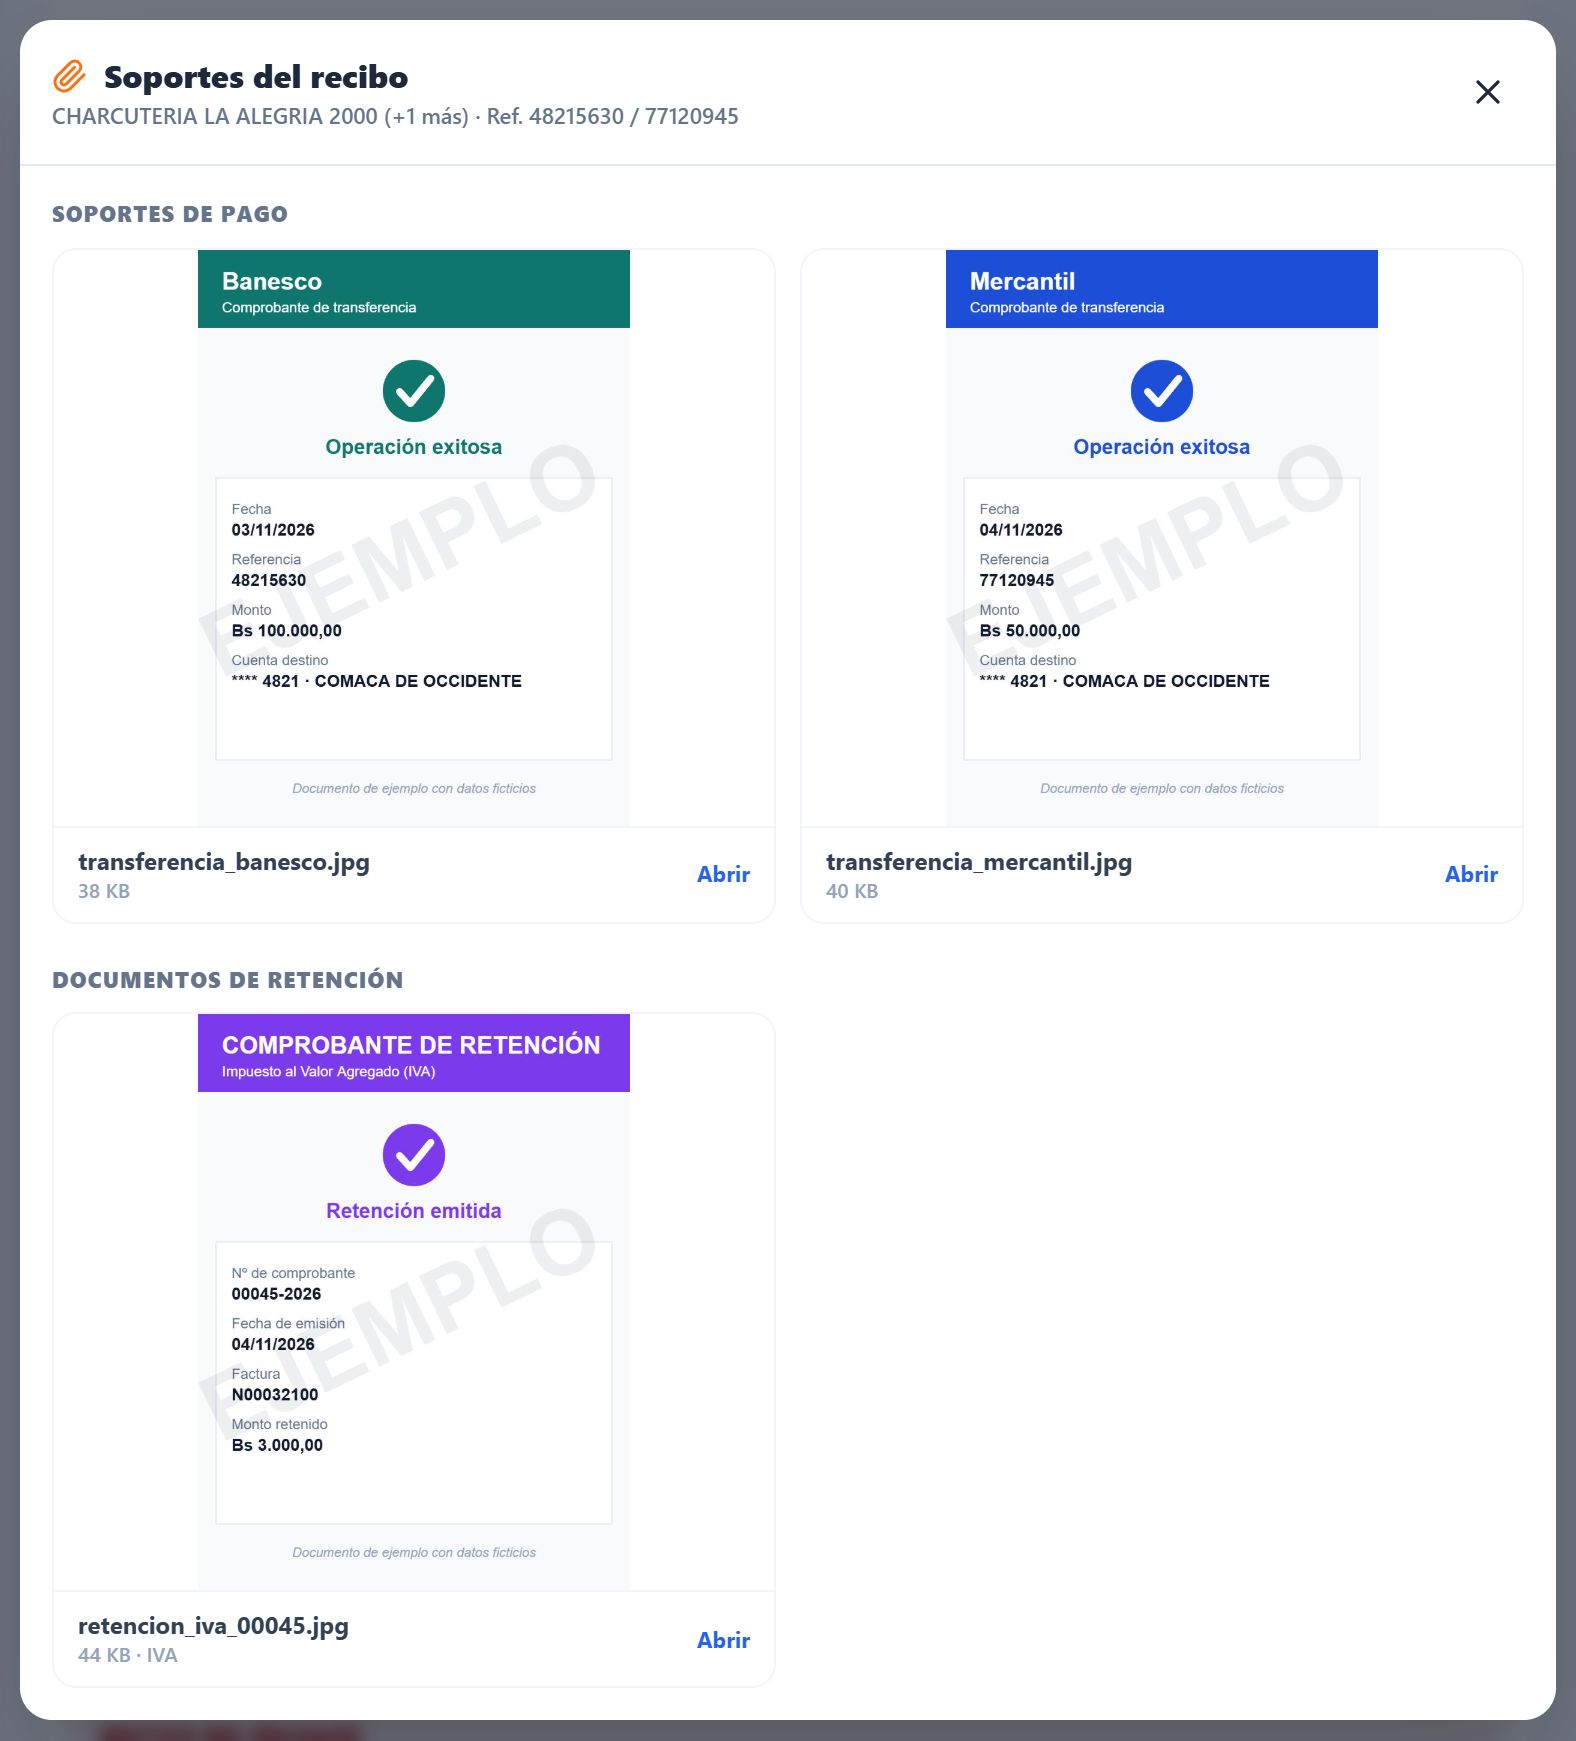 Soportes del recibo
CHARCUTERIA LA ALEGRIA 2000 (+1 más) · Ref. 48215630 / 77120945
SOPORTES DE PAGO
Banesco
Comprobante de transferencia
Operación exitosa
EJEMPLO
Fecha
03/11/2026
Referencia
48215630
Monto
Bs 100.000,00
Cuenta destino
**** 4821 · COMACA DE OCCIDENTE
Documento de ejemplo con datos ficticios
transferencia_banesco.jpg
38 KB
Abrir
Mercantil
Comprobante de transferencia
Operación exitosa
EJEMPLO
Fecha
04/11/2026
Referencia
77120945
Monto
Bs 50.000,00
Cuenta destino
**** 4821 · COMACA DE OCCIDENTE
Documento de ejemplo con datos ficticios
transferencia_mercantil.jpg
40 KB
Abrir
DOCUMENTOS DE RETENCIÓN
COMPROBANTE DE RETENCIÓN
Impuesto al Valor Agregado (IVA)
Retención emitida
EJEMPLO
Nº de comprobante
00045-2026
Fecha de emisión
04/11/2026
Factura
N00032100
Monto retenido
Bs 3.000,00
Documento de ejemplo con datos ficticios
retencion_iva_00045.jpg
44 KB · IVA
Abrir